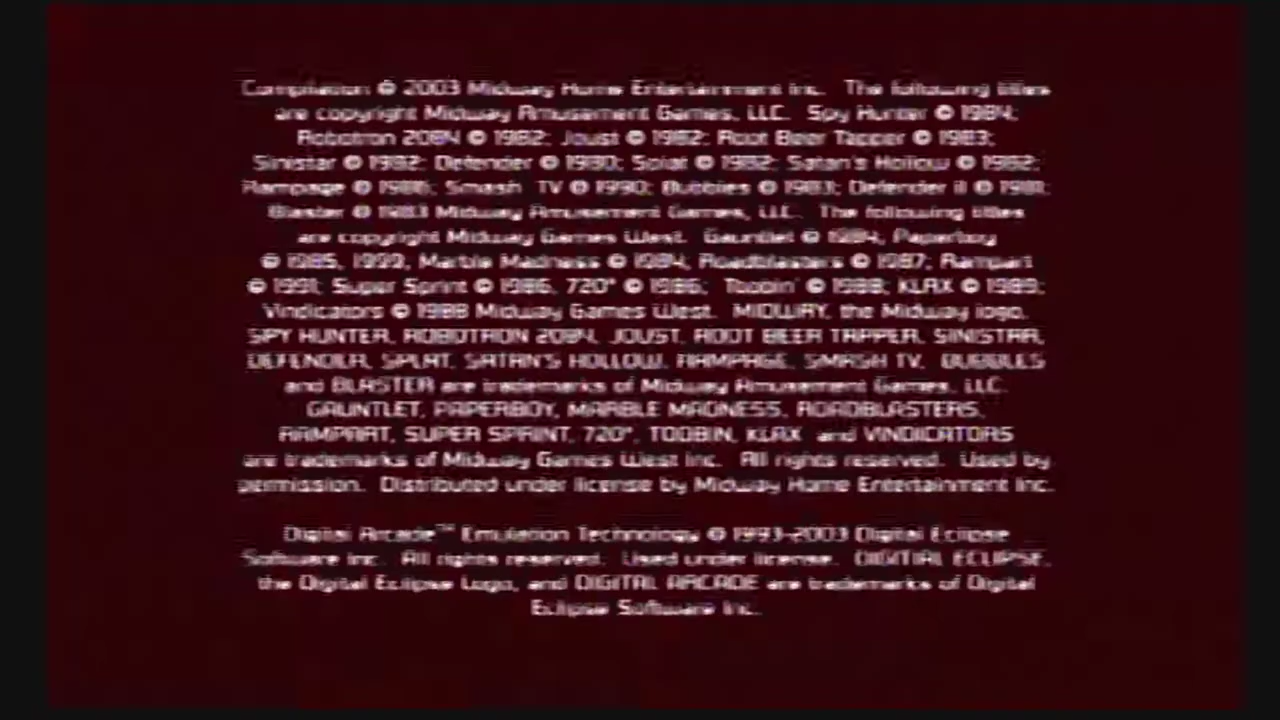 Compilation © 2003 Midway Home Entertainment Inc. The following titles
are copyright Midway Amusement Games, LLC. Spy Hunter © 1984;
Robotron 2084 © 1982; Joust © 1982; Root Beer Tapper © 1983;
Sinistar © 1982; Defender © 1980; Splat © 1982; Satan's Hollow © 1982;
Rampage © 1986; Smash TV © 1990; Bubbles © 1983; Defender II © 1981;
Blaster © 1983 Midway Amusement Games, LLC. The following titles
are copyright Midway Games West. Gauntlet © 1984, Paperboy
© 1985, 1999, Marble Madness © 1984; Roadblasters © 1987; Rampart
© 1991; Super Sprint © 1986, 720° © 1986; Toobin' © 1988; KLAX © 1989;
Vindicators © 1988 Midway Games West. MIDWAY, the Midway logo,
SPY HUNTER, ROBOTRON 2084, JOUST, ROOT BEER TAPPER, SINISTAR,
DEFENDER, SPLAT, SATAN'S HOLLOW, RAMPAGE, SMASH TV, BUBBLES
and BLASTER are trademarks of Midway Amusement Games, LLC.
GAUNTLET, PAPERBOY, MARBLE MADNESS, ROADBLASTERS,
RAMPART, SUPER SPRINT, 720°, TOOBIN, KLAX and VINDICATORS
are trademarks of Midway Games West Inc. All rights reserved. Used by
permission. Distributed under license by Midway Home Entertainment Inc.
Digital Arcade™ Emulation Technology © 1993-2003 Digital Eclipse
Software Inc. All rights reserved. Used under license. DIGITIAL ECLIPSE,
the Digital Eclipse Logo, and DIGITAL ARCADE are trademarks of Digital
Eclipse Software Inc.